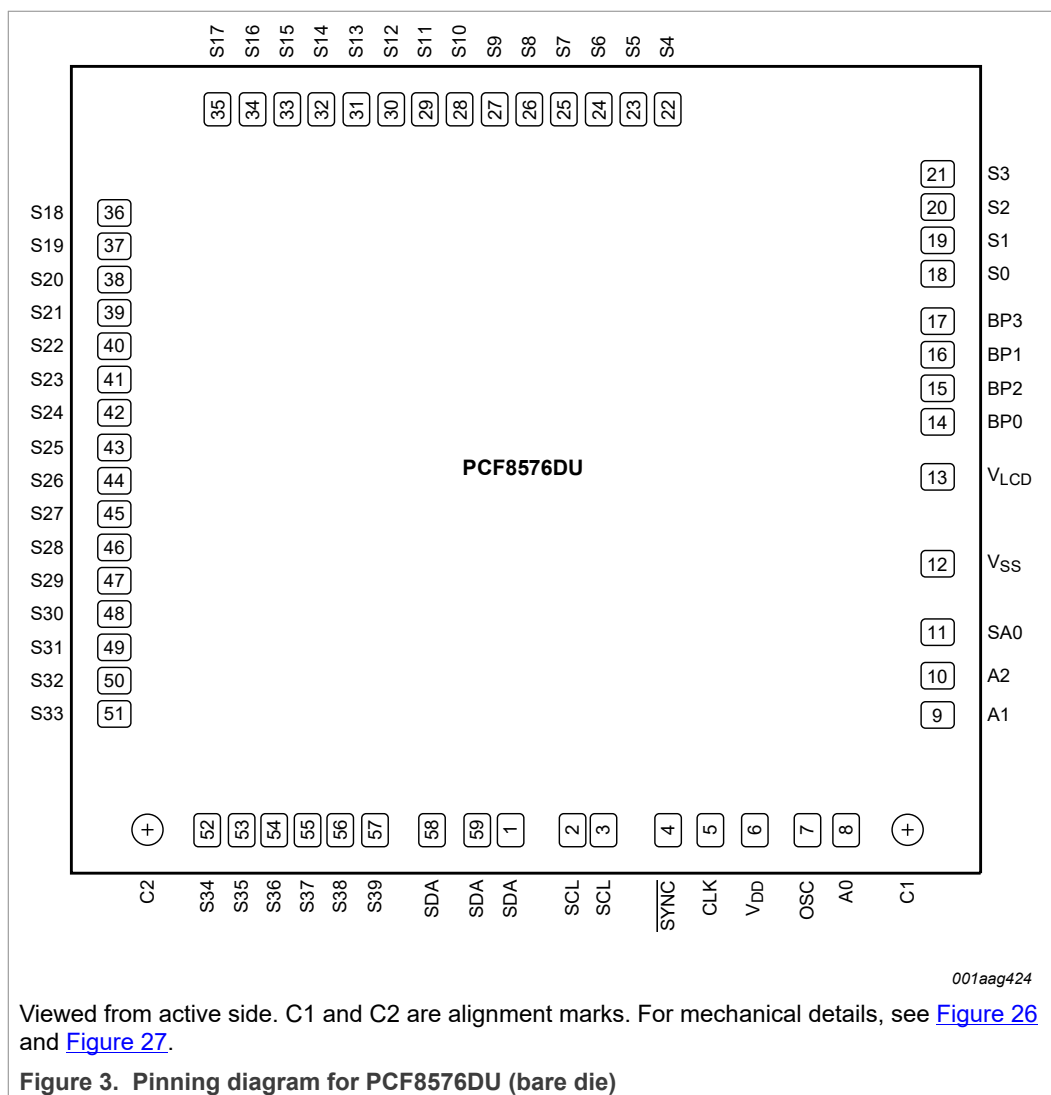 S17 S16 S15 S14 S13 S12 S11 S10 S9 S8 S7 S6 S5 S4
35 34 33 32 31 30 29 28 27 26 25 24 23 22
21 S3
S18 36 20 S2
S19 37 19 S1
S20 38 18 S0
S21 39 17 BP3
S22 40 16 BP1
S23 41 15 BP2
S24 42 14 BP0
S25 43
PCF8576DU
S26 44 13 VLCD
S27 45
S28 46 12 VSS
S29 47
S30 48 11 SA0
S31 49
S32 50 10 A2
S33 51 9 A1
52 53 54 55 56 57 58 59 1 2 3 4 5 6 7 8
C2 S34 S35 S36 S37 S38 S39 SDA SDA SDA SCL SCL SYNC CLK VDD OSC A0 C1
001aag424
Viewed from active side. C1 and C2 are alignment marks. For mechanical details, see Figure 26
and Figure 27.
Figure 3. Pinning diagram for PCF8576DU (bare die)